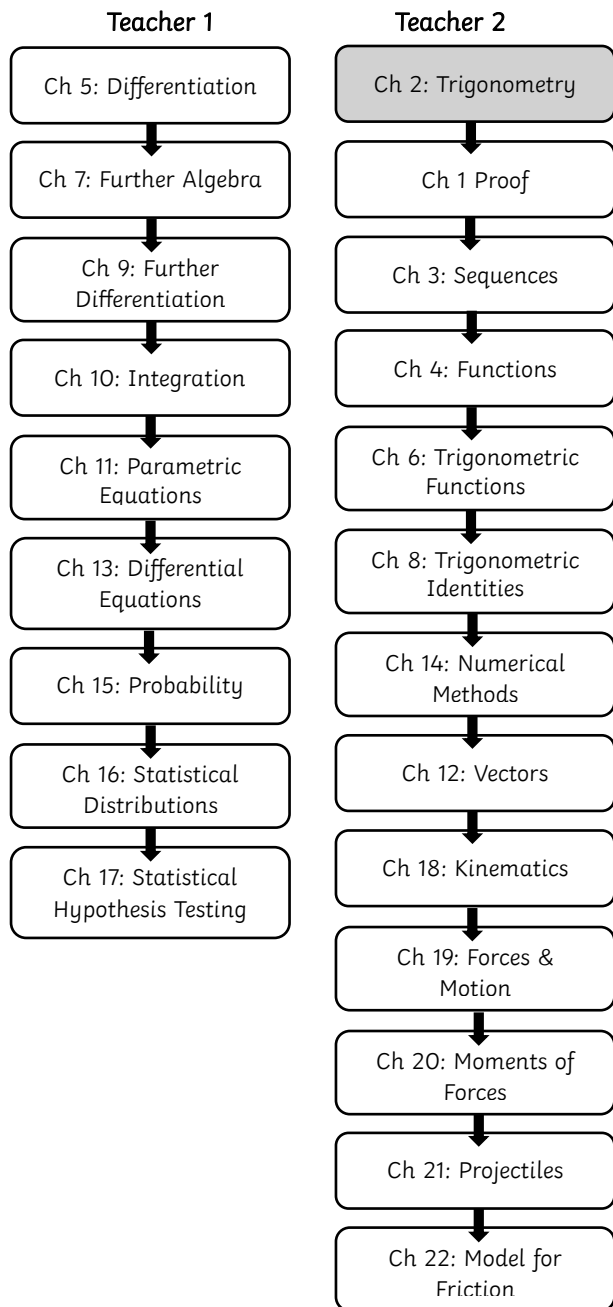 Teacher 1
Ch 5: Differentiation
Ch 7: Further Algebra
Ch 9: Further
Differentiation
Ch 10: Integration
Ch 11: Parametric
Equations
Ch 13: Differential
Equations
Ch 15: Probability
Ch 16: Statistical
Distributions
Ch 17: Statistical
Hypothesis Testing
Teacher 2
Ch 2: Trigonometry
Ch 1 Proof
Ch 3: Sequences
Ch 4: Functions
Ch 6: Trigonometric
Functions
Ch 8: Trigonometric
Identities
Ch 14: Numerical
Methods
Ch 12: Vectors
Ch 18: Kinematics
Ch 19: Forces &
Motion
Ch 20: Moments of
Forces
Ch 21: Projectiles
Ch 22: Model for
Friction